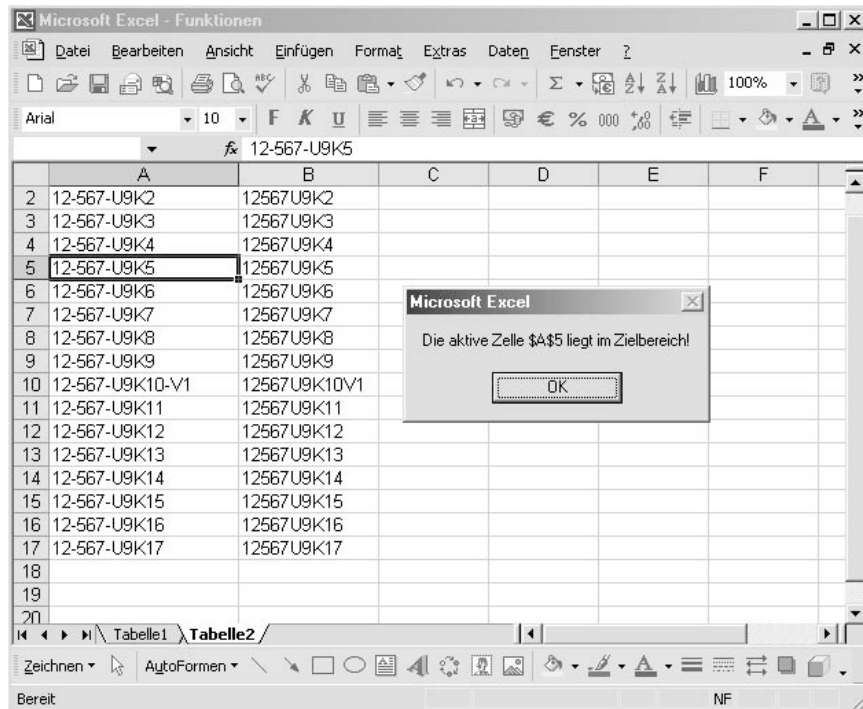 Microsoft Excel - Funktionen
Datei Bearbeiten Ansicht Einfügen Format Extras Daten Fenster ?
ABC 100%
Arial 10 F K U % 000
fx 12-567-U9K5
A B C D E F
2 12-567-U9K2 12567U9K2
3 12-567-U9K3 12567U9K3
4 12-567-U9K4 12567U9K4
5 12-567-U9K5 12567U9K5
6 12-567-U9K6 12567U9K6
7 12-567-U9K7 12567U9K7
8 12-567-U9K8 12567U9K8
9 12-567-U9K9 12567U9K9
10 12-567-U9K10-V1 12567U9K10V1
11 12-567-U9K11 12567U9K11
12 12-567-U9K12 12567U9K12
13 12-567-U9K13 12567U9K13
14 12-567-U9K14 12567U9K14
15 12-567-U9K15 12567U9K15
16 12-567-U9K16 12567U9K16
17 12-567-U9K17 12567U9K17
18
19
20
Microsoft Excel
Die aktive Zelle $A$5 liegt im Zielbereich!
OK
Tabelle1 Tabelle2
Zeichnen AutoFormen
Bereit NF